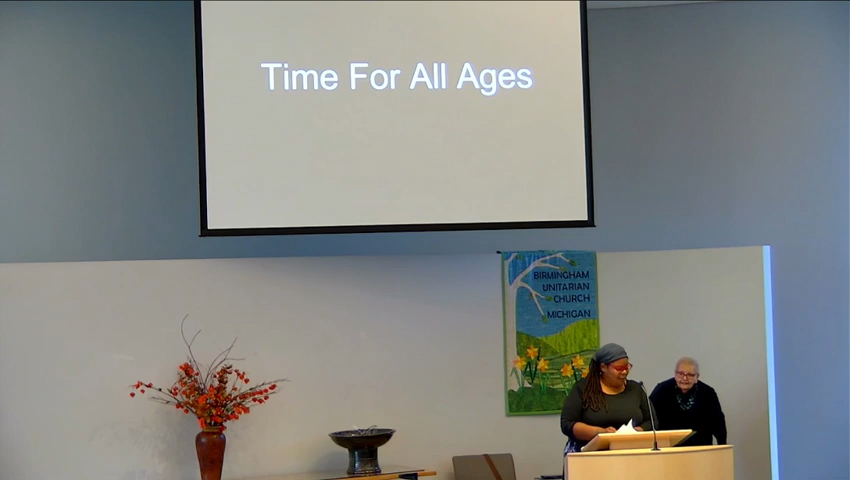 Time For All Ages
BIRMINGHAM
UNITARIAN
CHURCH
MICHIGAN